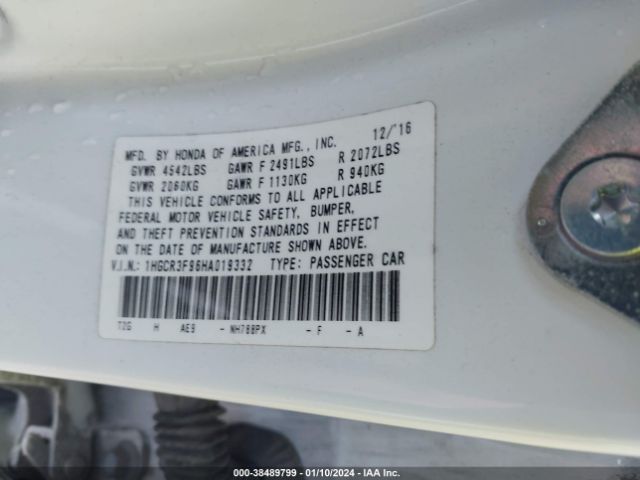 MFD. BY HONDA OF AMERICA MFG., INC. 12/'16
GVWR 4542LBS GAWR F 2491LBS R 2072LBS
GVWR 2060KG GAWR F 1130KG R 940KG
THIS VEHICLE CONFORMS TO ALL APPLICABLE
FEDERAL MOTOR VEHICLE SAFETY, BUMPER,
AND THEFT PREVENTION STANDARDS IN EFFECT
ON THE DATE OF MANUFACTURE SHOWN ABOVE.
V.I.N.: 1HGCR3F96HA019332 TYPE: PASSENGER CAR
T2G H AE9 - NH788PX - F - A
© - 38489799 - 01/10/2024 - IAA Inc.